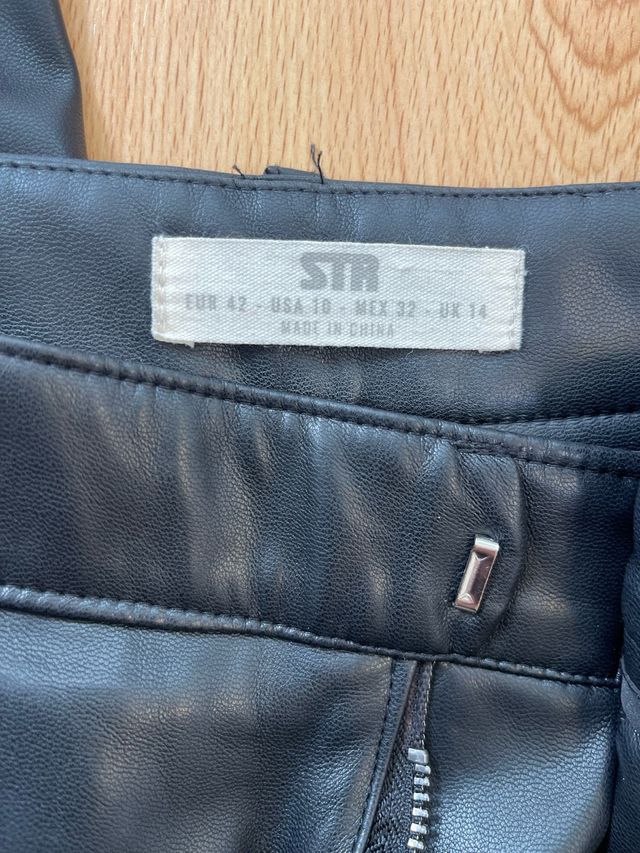 STR
EUR 42 - USA 10 - MEX 32 - UK 14
MADE IN CHINA